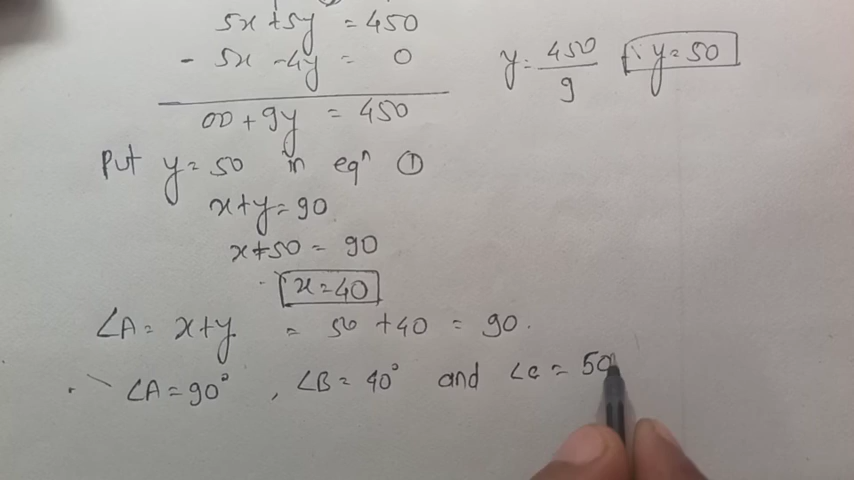 5x + 5y = 450
- 5x - 4y = 0
00 + 9y = 450
y = 450/9 ∴ y = 50
Put y = 50 in eqⁿ ①
x + y = 90
x + 50 = 90
x = 40
∠A = x + y = 50 + 40 = 90.
∴ ∠A = 90°, ∠B = 40° and ∠C = 50